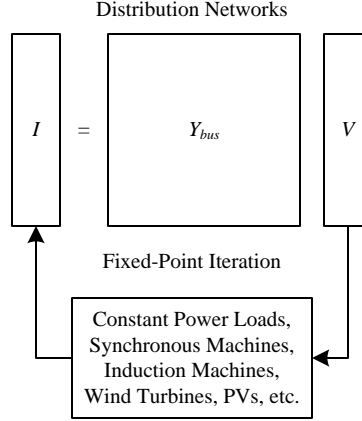 Distribution Networks
I = Y_bus V
Fixed-Point Iteration
Constant Power Loads,
Synchronous Machines,
Induction Machines,
Wind Turbines, PVs, etc.